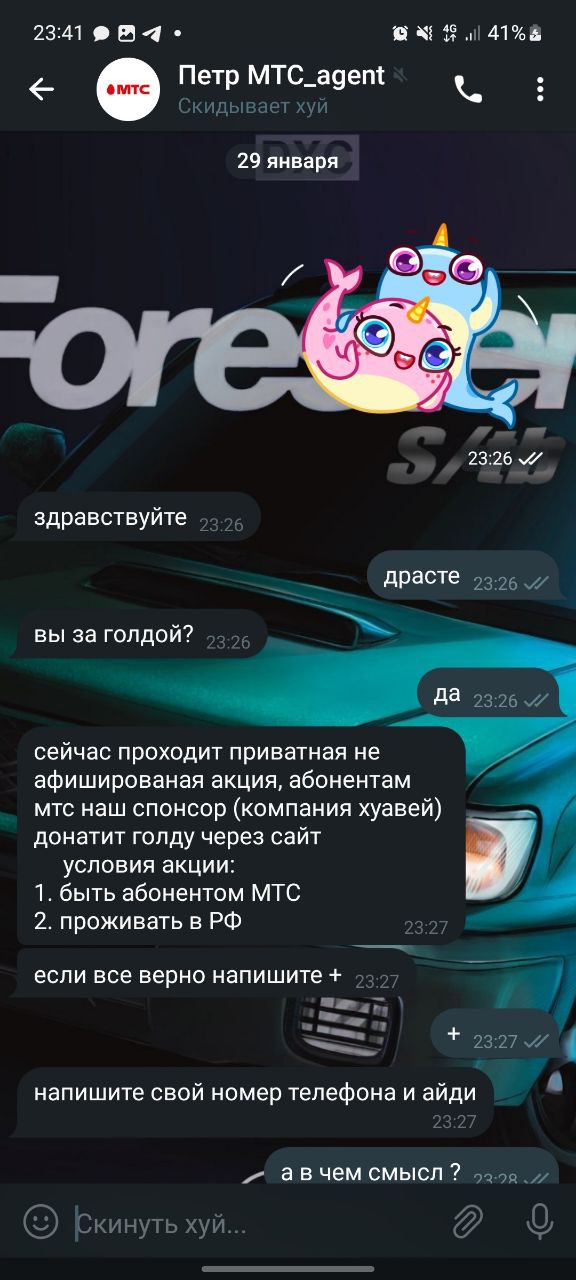 23:41
4G
41%
МТС
Петр МТС_agent
Скидывает хуй
DYC
29 января
Forester
S/tb
23:26
здравствуйте 23:26
драсте 23:26
вы за голдой? 23:26
да 23:26
сейчас проходит приватная не
афишированая акция, абонентам
мтс наш спонсор (компания хуавей)
донатит голду через сайт
условия акции:
1. быть абонентом МТС
2. проживать в РФ
23:27
если все верно напишите + 23:27
+ 23:27
напишите свой номер телефона и айди
23:27
а в чем смысл ? 23:28
Скинуть хуй...